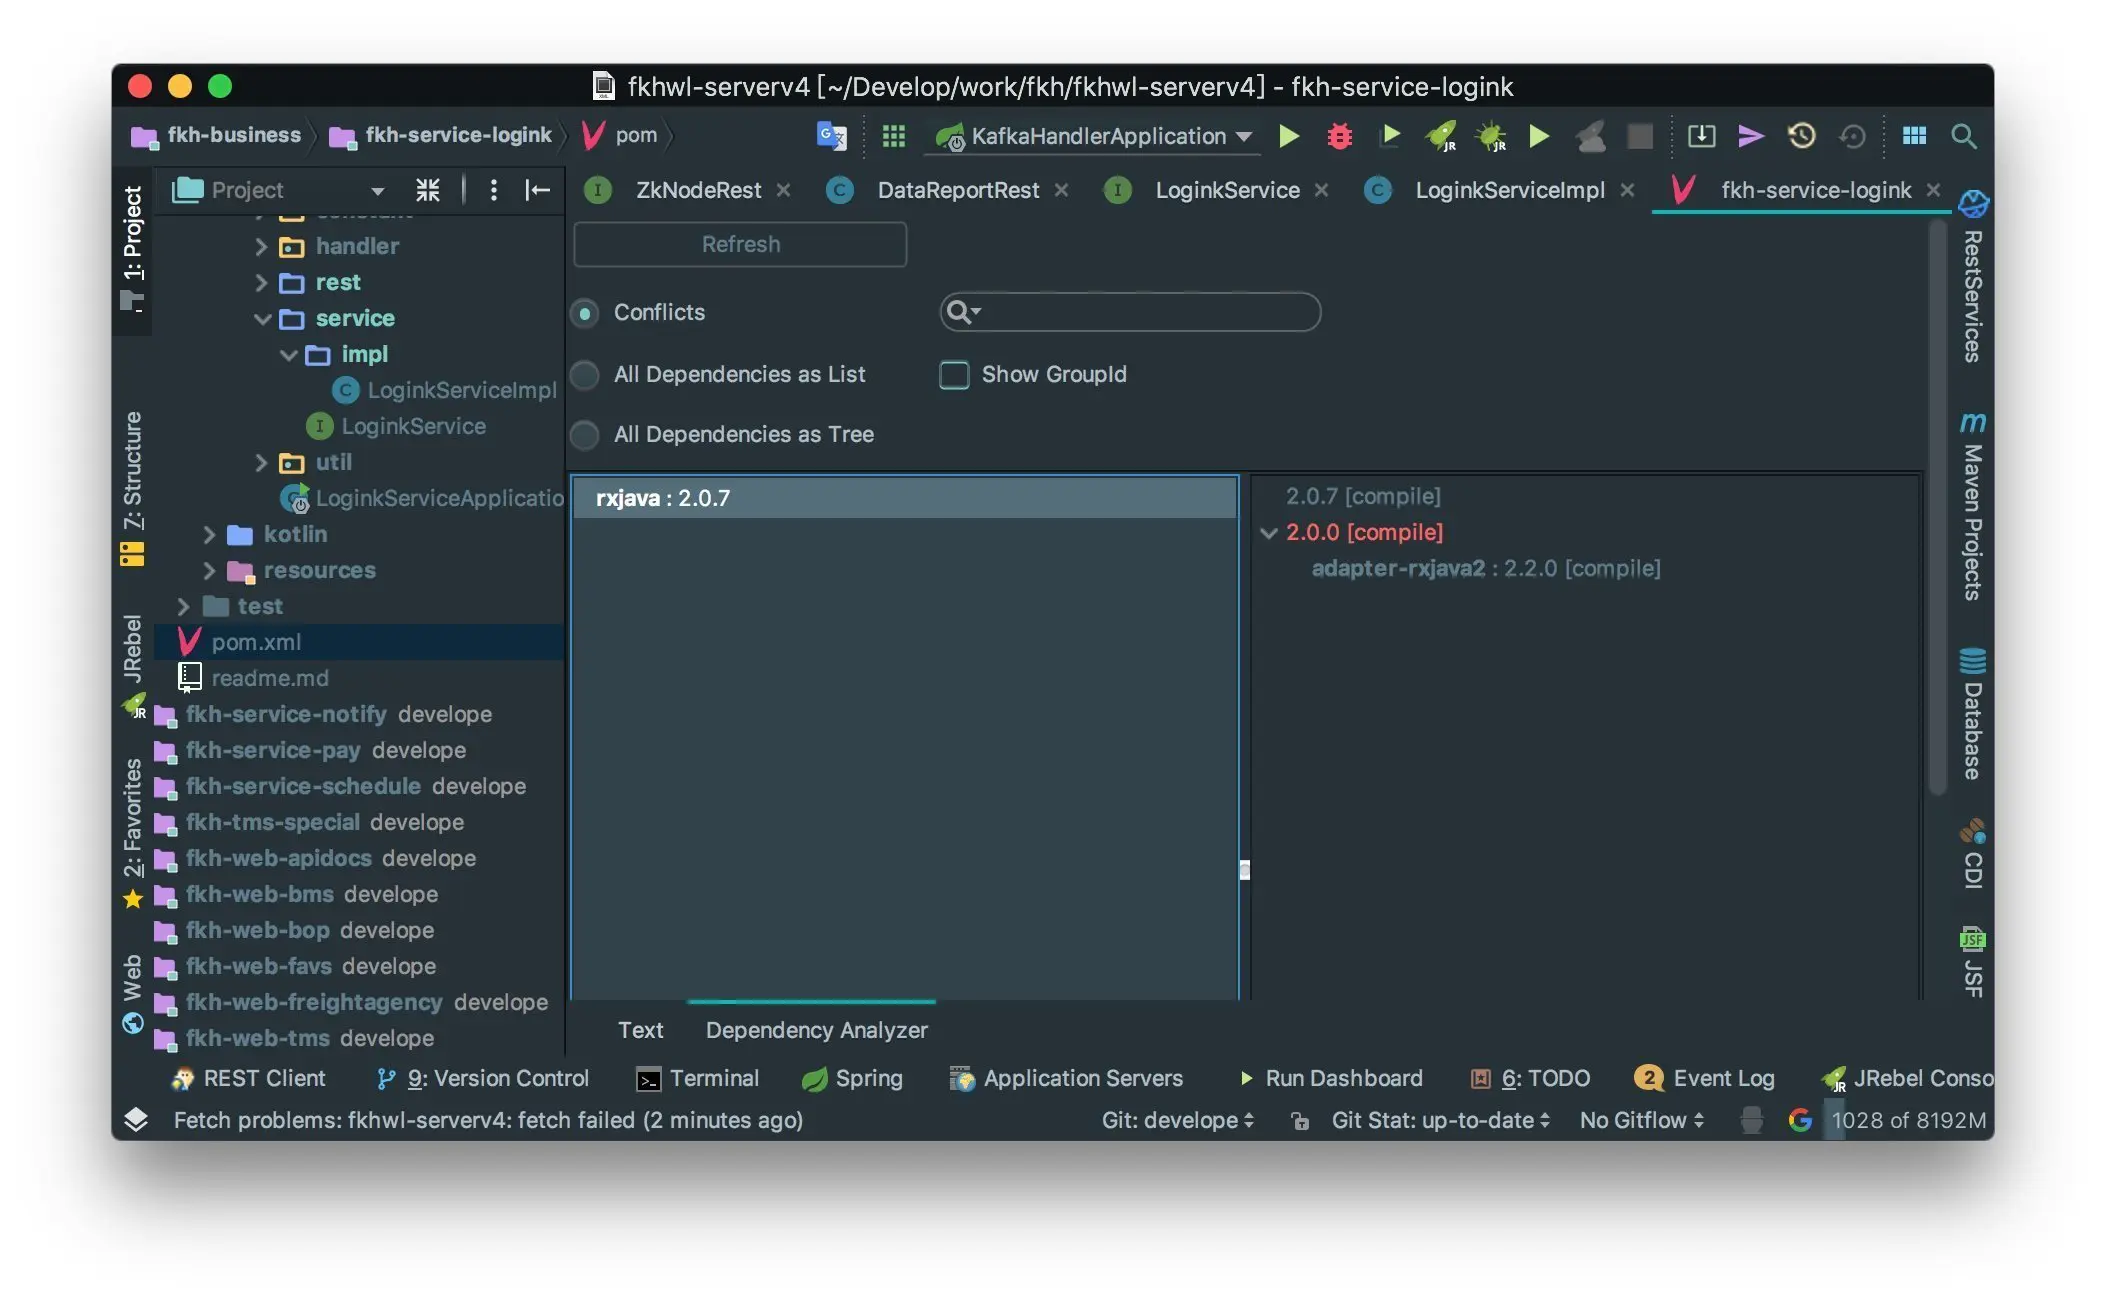 fkhwl-serverv4 [~/Develop/work/fkh/fkhwl-serverv4] - fkh-service-logink
fkh-business fkh-service-logink pom KafkaHandlerApplication
Project ZkNodeRest DataReportRest LoginkService LoginkServiceImpl fkh-service-logink
1: Project
7: Structure
JRebel
2: Favorites
Web
constant
handler
rest
service
impl
LoginkServiceImpl
LoginkService
util
LoginkServiceApplicatio
kotlin
resources
test
pom.xml
readme.md
fkh-service-notify develope
fkh-service-pay develope
fkh-service-schedule develope
fkh-tms-special develope
fkh-web-apidocs develope
fkh-web-bms develope
fkh-web-bop develope
fkh-web-favs develope
fkh-web-freightagency develope
fkh-web-tms develope
Refresh
Conflicts
All Dependencies as List Show GroupId
All Dependencies as Tree
rxjava : 2.0.7
2.0.7 [compile]
2.0.0 [compile]
adapter-rxjava2 : 2.2.0 [compile]
Text Dependency Analyzer
RestServices
Maven Projects
Database
CDI
JSF
REST Client 9: Version Control Terminal Spring Application Servers Run Dashboard 6: TODO 2 Event Log JRebel Conso
Fetch problems: fkhwl-serverv4: fetch failed (2 minutes ago) Git: develope Git Stat: up-to-date No Gitflow 1028 of 8192M